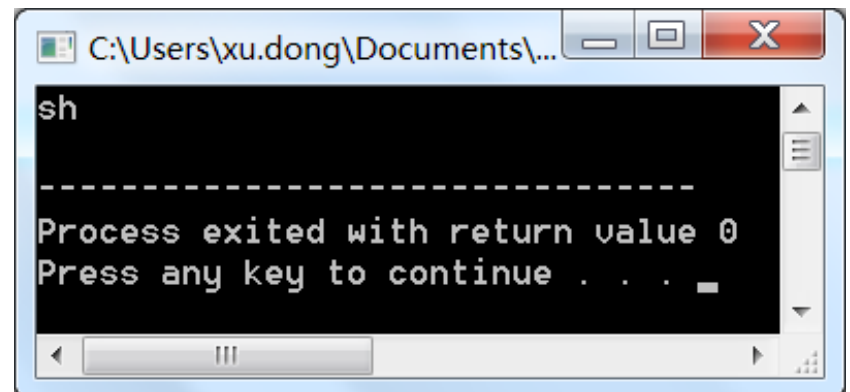 C:\Users\xu.dong\Documents\...
sh
--------------------------------
Process exited with return value 0
Press any key to continue . . . _